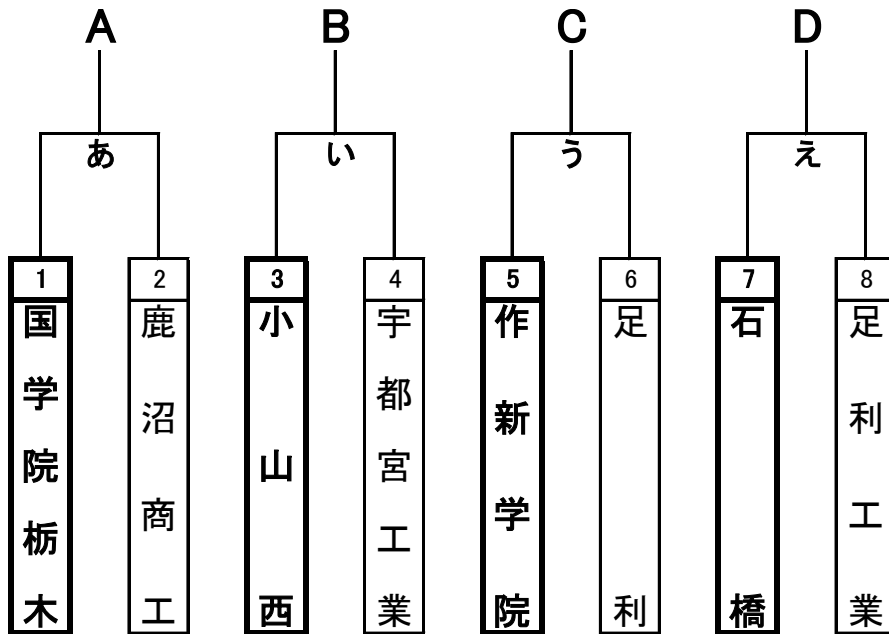 A B C D
あ い う え
1 2 3 4 5 6 7 8
国学院栃木
鹿沼商工
小山西
宇都宮工業
作新学院
足利
石橋
足利工業